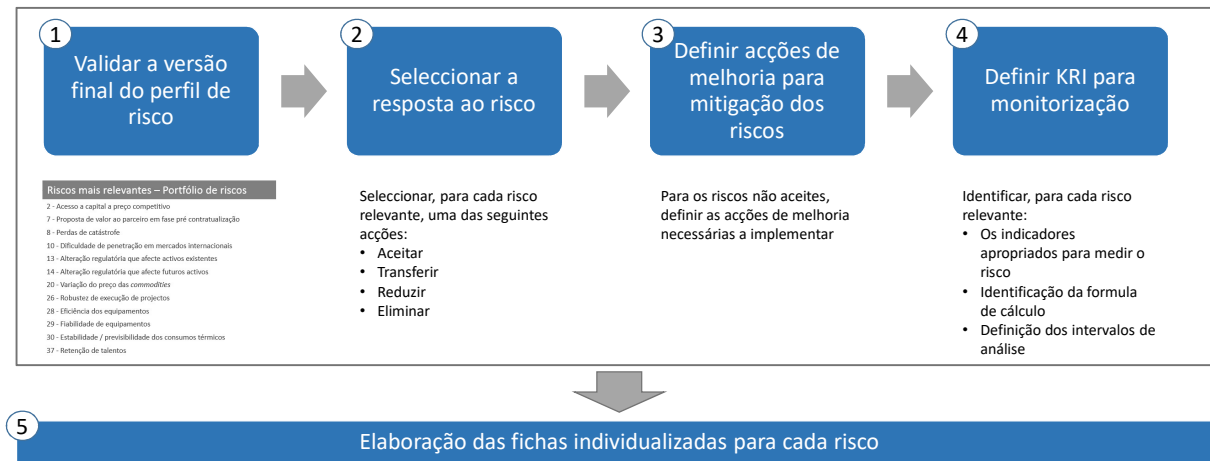 1
Validar a versão
final do perfil de
risco
2
Seleccionar a
resposta ao risco
3
Definir acções de
melhoria para
mitigação dos
riscos
4
Definir KRI para
monitorização
Riscos mais relevantes – Portfólio de riscos
2 - Acesso a capital a preço competitivo
7 - Proposta de valor ao parceiro em fase pré contratualização
8 - Perdas de catástrofe
10 - Dificuldade de penetração em mercados internacionais
13 - Alteração regulatória que afecte activos existentes
14 - Alteração regulatória que afecte futuros activos
20 - Variação do preço das commodities
26 - Robustez de execução de projectos
28 - Eficiência dos equipamentos
29 - Fiabilidade de equipamentos
30 - Estabilidade / previsibilidade dos consumos térmicos
37 - Retenção de talentos
Seleccionar, para cada risco
relevante, uma das seguintes
acções:
• Aceitar
• Transferir
• Reduzir
• Eliminar
Para os riscos não aceites,
definir as acções de melhoria
necessárias a implementar
Identificar, para cada risco
relevante:
• Os indicadores
apropriados para medir o
risco
• Identificação da formula
de cálculo
• Definição dos intervalos de
análise
5
Elaboração das fichas individualizadas para cada risco